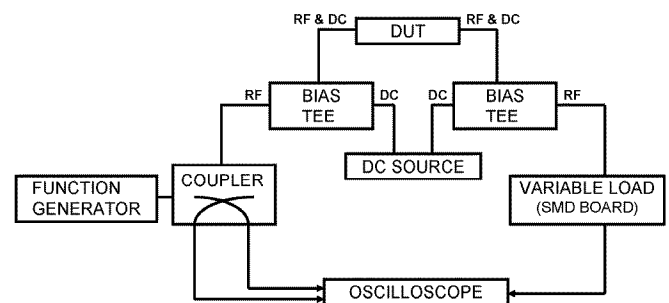 RF & DC
DUT
RF & DC
RF
BIAS
TEE
DC
DC
BIAS
TEE
RF
DC SOURCE
FUNCTION
GENERATOR
COUPLER
VARIABLE LOAD
(SMD BOARD)
OSCILLOSCOPE